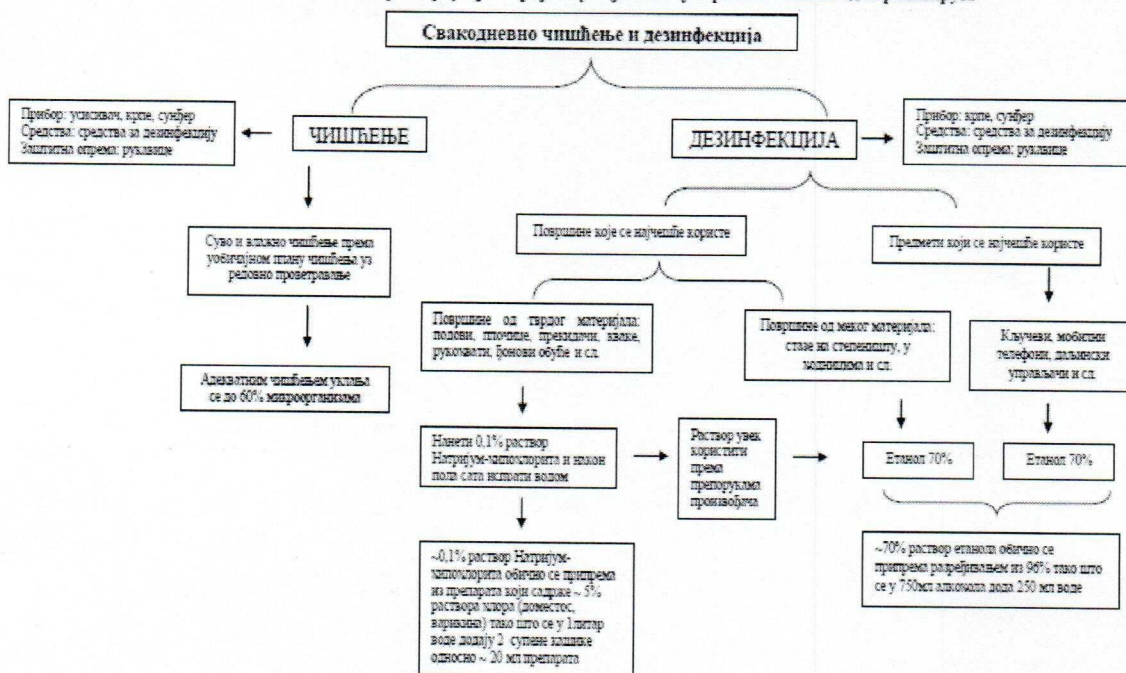 Свакодневно чишћење и дезинфекција
Прибор: усисивач, крпе, сунђер
Средства: средства за дезинфекцију
Заштитна опрема: рукавице
ЧИШЋЕЊЕ
ДЕЗИНФЕКЦИЈА
Прибор: крпе, сунђер
Средства: средства за дезинфекцију
Заштитна опрема: рукавице
Суво и влажно чишћење према
уобичајном плану чишћења уз
редовно проветравање
Адекватним чишћењем уклања
се до 60% микроорганизама
Површине које се најчешће користе
Предмети који се најчешће користе
Површине од тврдог материјала:
подови, плочице, прекидачи, кваке,
рукохвати, ђонови обуће и сл.
Површине од меког материјала:
стазе на степеништу, у
ходницима и сл.
Кључеви, мобилни
телефони, даљински
управљачи и сл.
Нанети 0,1% раствор
Натријум-хипохлорита и након
пола сата испрати водом
Раствор увек
користити
према
препорукама
произвођача
Етанол 70%
Етанол 70%
~0,1% раствор Натријум-
хипохлорита обично се припрема
из препарата који садрже ~ 5%
раствора хлора (доместос,
варикина) тако што се у 1литар
воде додају 2 супене кашике
односно ~ 20 мл препарата
~70% раствор етанола обично се
припрема разређивањем из 96% тако што
се у 750мл алкохола дода 250 мл воде